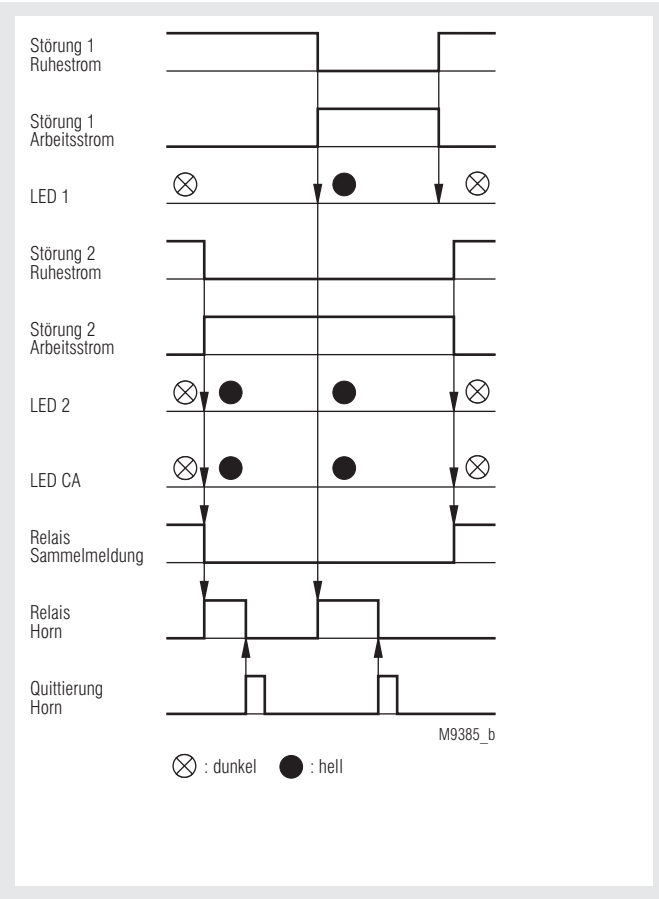 Störung 1
Ruhestrom
Störung 1
Arbeitsstrom
LED 1
Störung 2
Ruhestrom
Störung 2
Arbeitsstrom
LED 2
LED CA
Relais
Sammelmeldung
Relais
Horn
Quittierung
Horn
M9385_b
: dunkel : hell